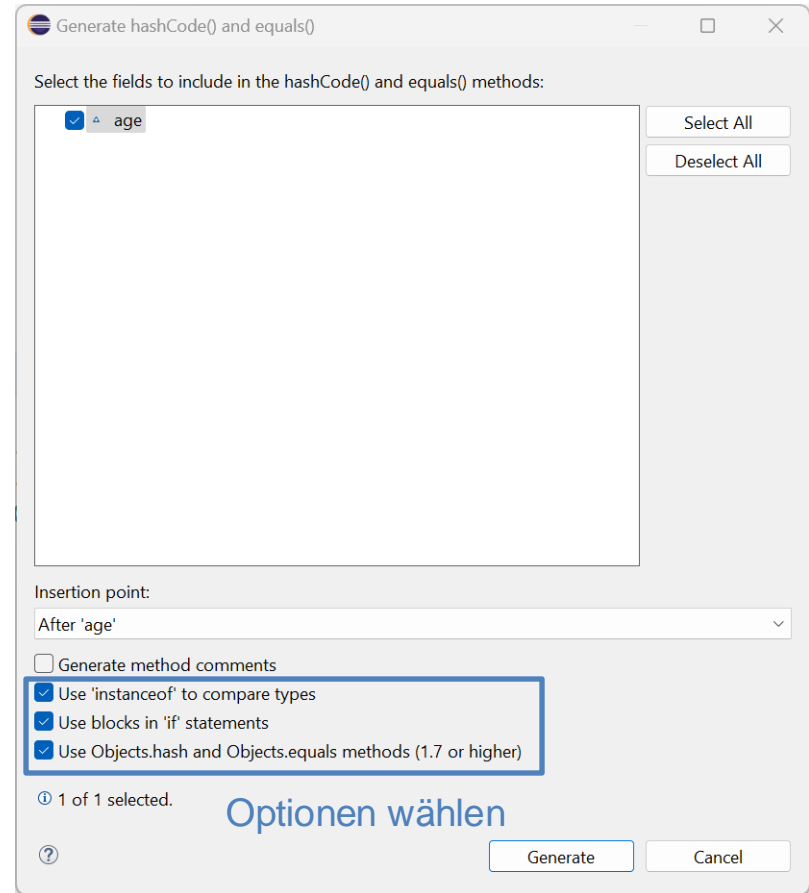 Generate hashCode() and equals()
Select the fields to include in the hashCode() and equals() methods:
age
Select All
Deselect All
Insertion point:
After 'age'
Generate method comments
Use 'instanceof' to compare types
Use blocks in 'if' statements
Use Objects.hash and Objects.equals methods (1.7 or higher)
1 of 1 selected.
Optionen wählen
Generate
Cancel